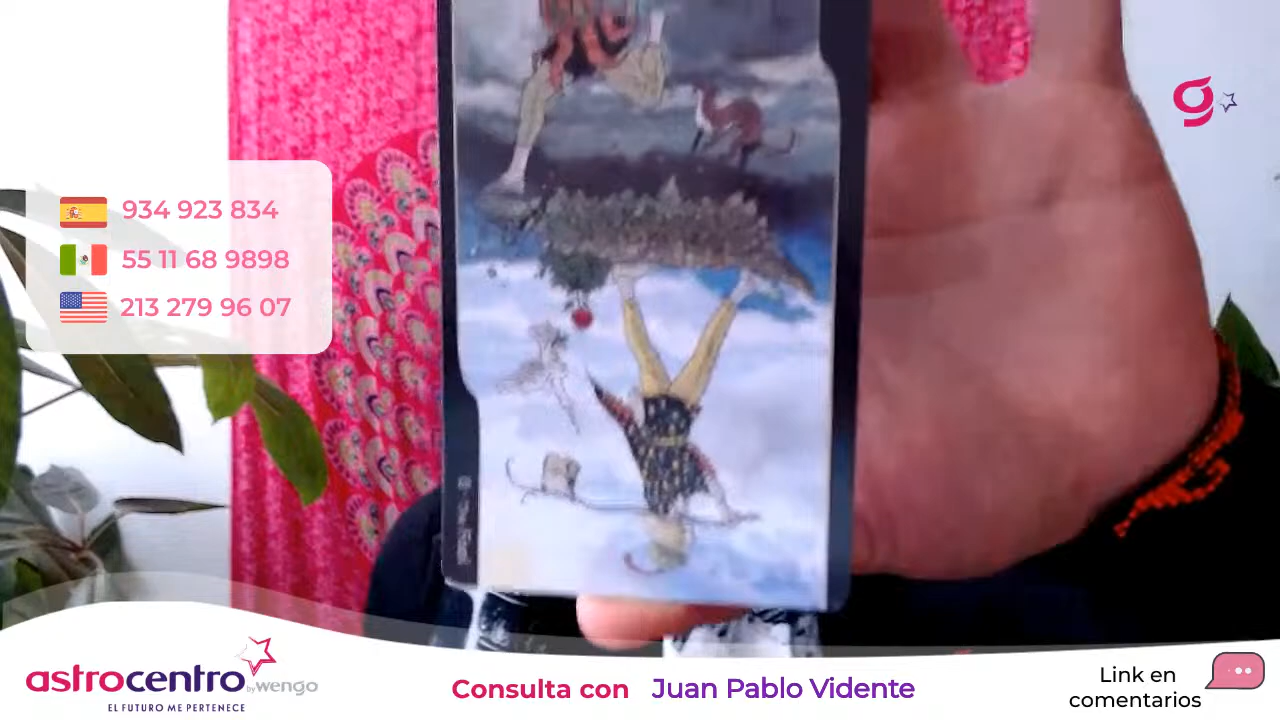 934 923 834
55 11 68 9898
213 279 96 07
astrocentro
by wengo
EL FUTURO ME PERTENECE
Consulta con Juan Pablo Vidente
Link en
comentarios